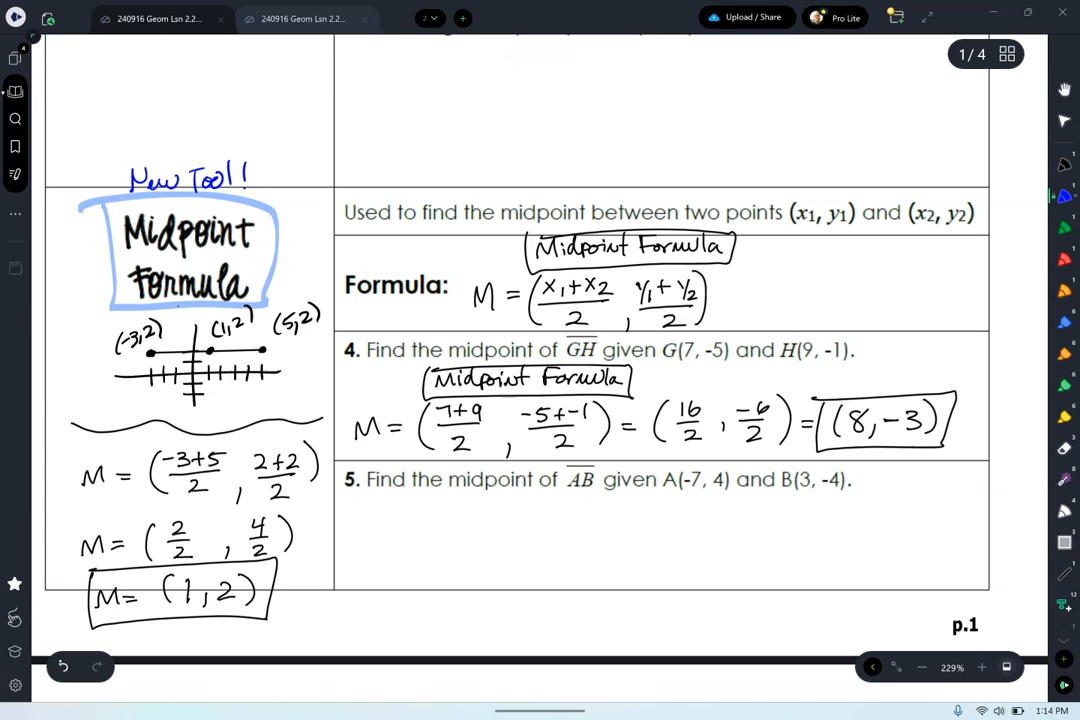 240916 Geom Lsn 2.2...
240916 Geom Lsn 2.2...
2
Upload / Share
Pro Lite
4
1/4
New Tool!
Midpoint
Formula
(-3,2) (1,2) (5,2)
M = (-3+5/2, 2+2/2)
M = (2/2, 4/2)
M = (1,2)
Used to find the midpoint between two points (x1, y1) and (x2, y2)
Midpoint Formula
Formula: M = (x1+x2/2, y1+y2/2)
4. Find the midpoint of GH given G(7, -5) and H(9, -1).
Midpoint Formula
M = (7+9/2, -5+-1/2) = (16/2, -6/2) = (8,-3)
5. Find the midpoint of AB given A(-7, 4) and B(3, -4).
p.1
229%
1:14 PM